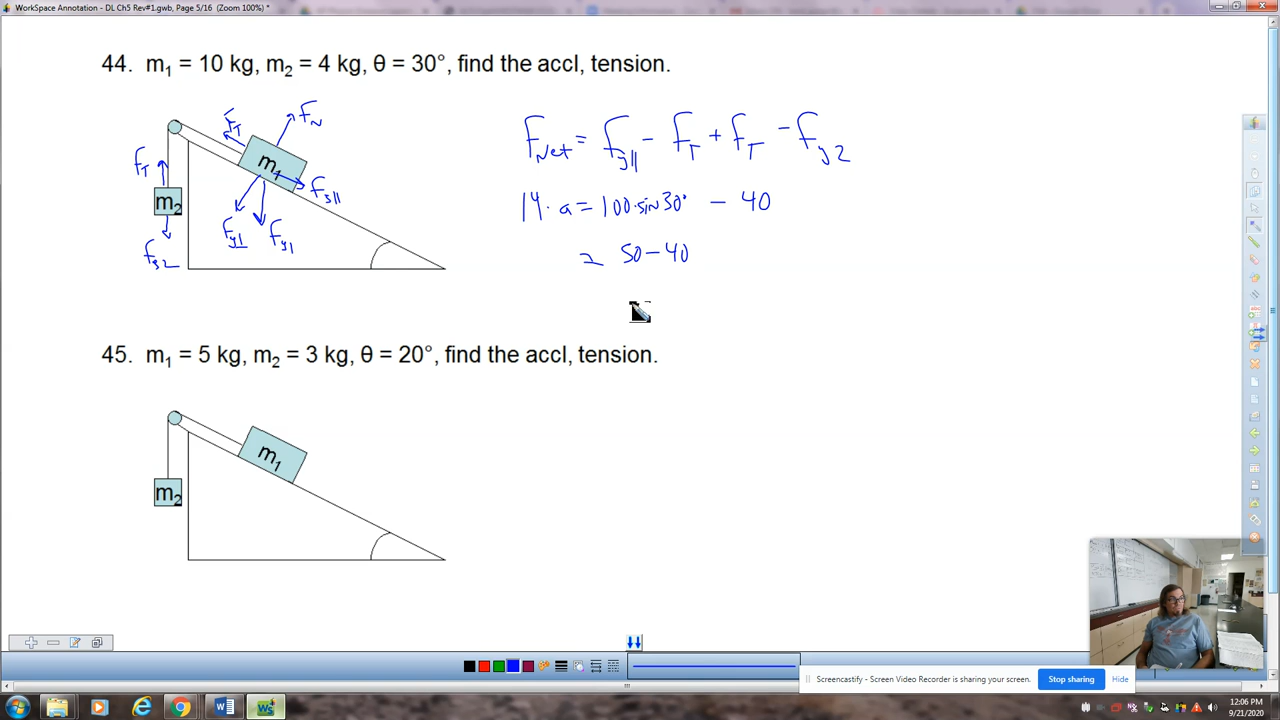 WorkSpace Annotation - DL Ch5 Rev#1.gwb, Page 5/16 (Zoom 100%) *
44. m₁ = 10 kg, m₂ = 4 kg, θ = 30°, find the accl, tension.
F_T
F_N
m₁
F_g||
F_T
m₂
F_g⊥
F_g1
F_g2
F_Net = F_g|| - F_T + F_T - F_g2
14 · a = 100 · sin30° - 40
= 50 - 40
45. m₁ = 5 kg, m₂ = 3 kg, θ = 20°, find the accl, tension.
m₁
m₂
Screencastify - Screen Video Recorder is sharing your screen.
Stop sharing
Hide
12:06 PM
9/21/2020